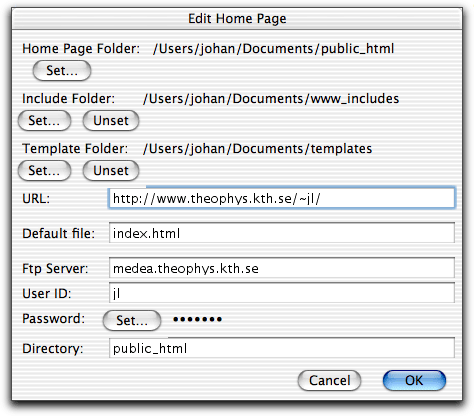 Edit Home Page
Home Page Folder: /Users/johan/Documents/public_html
Set...
Include Folder: /Users/johan/Documents/www_includes
Set... Unset
Template Folder: /Users/johan/Documents/templates
Set... Unset
URL: http://www.theophys.kth.se/~jl/
Default file: index.html
Ftp Server: medea.theophys.kth.se
User ID: jl
Password: Set... •••••••
Directory: public_html
Cancel OK